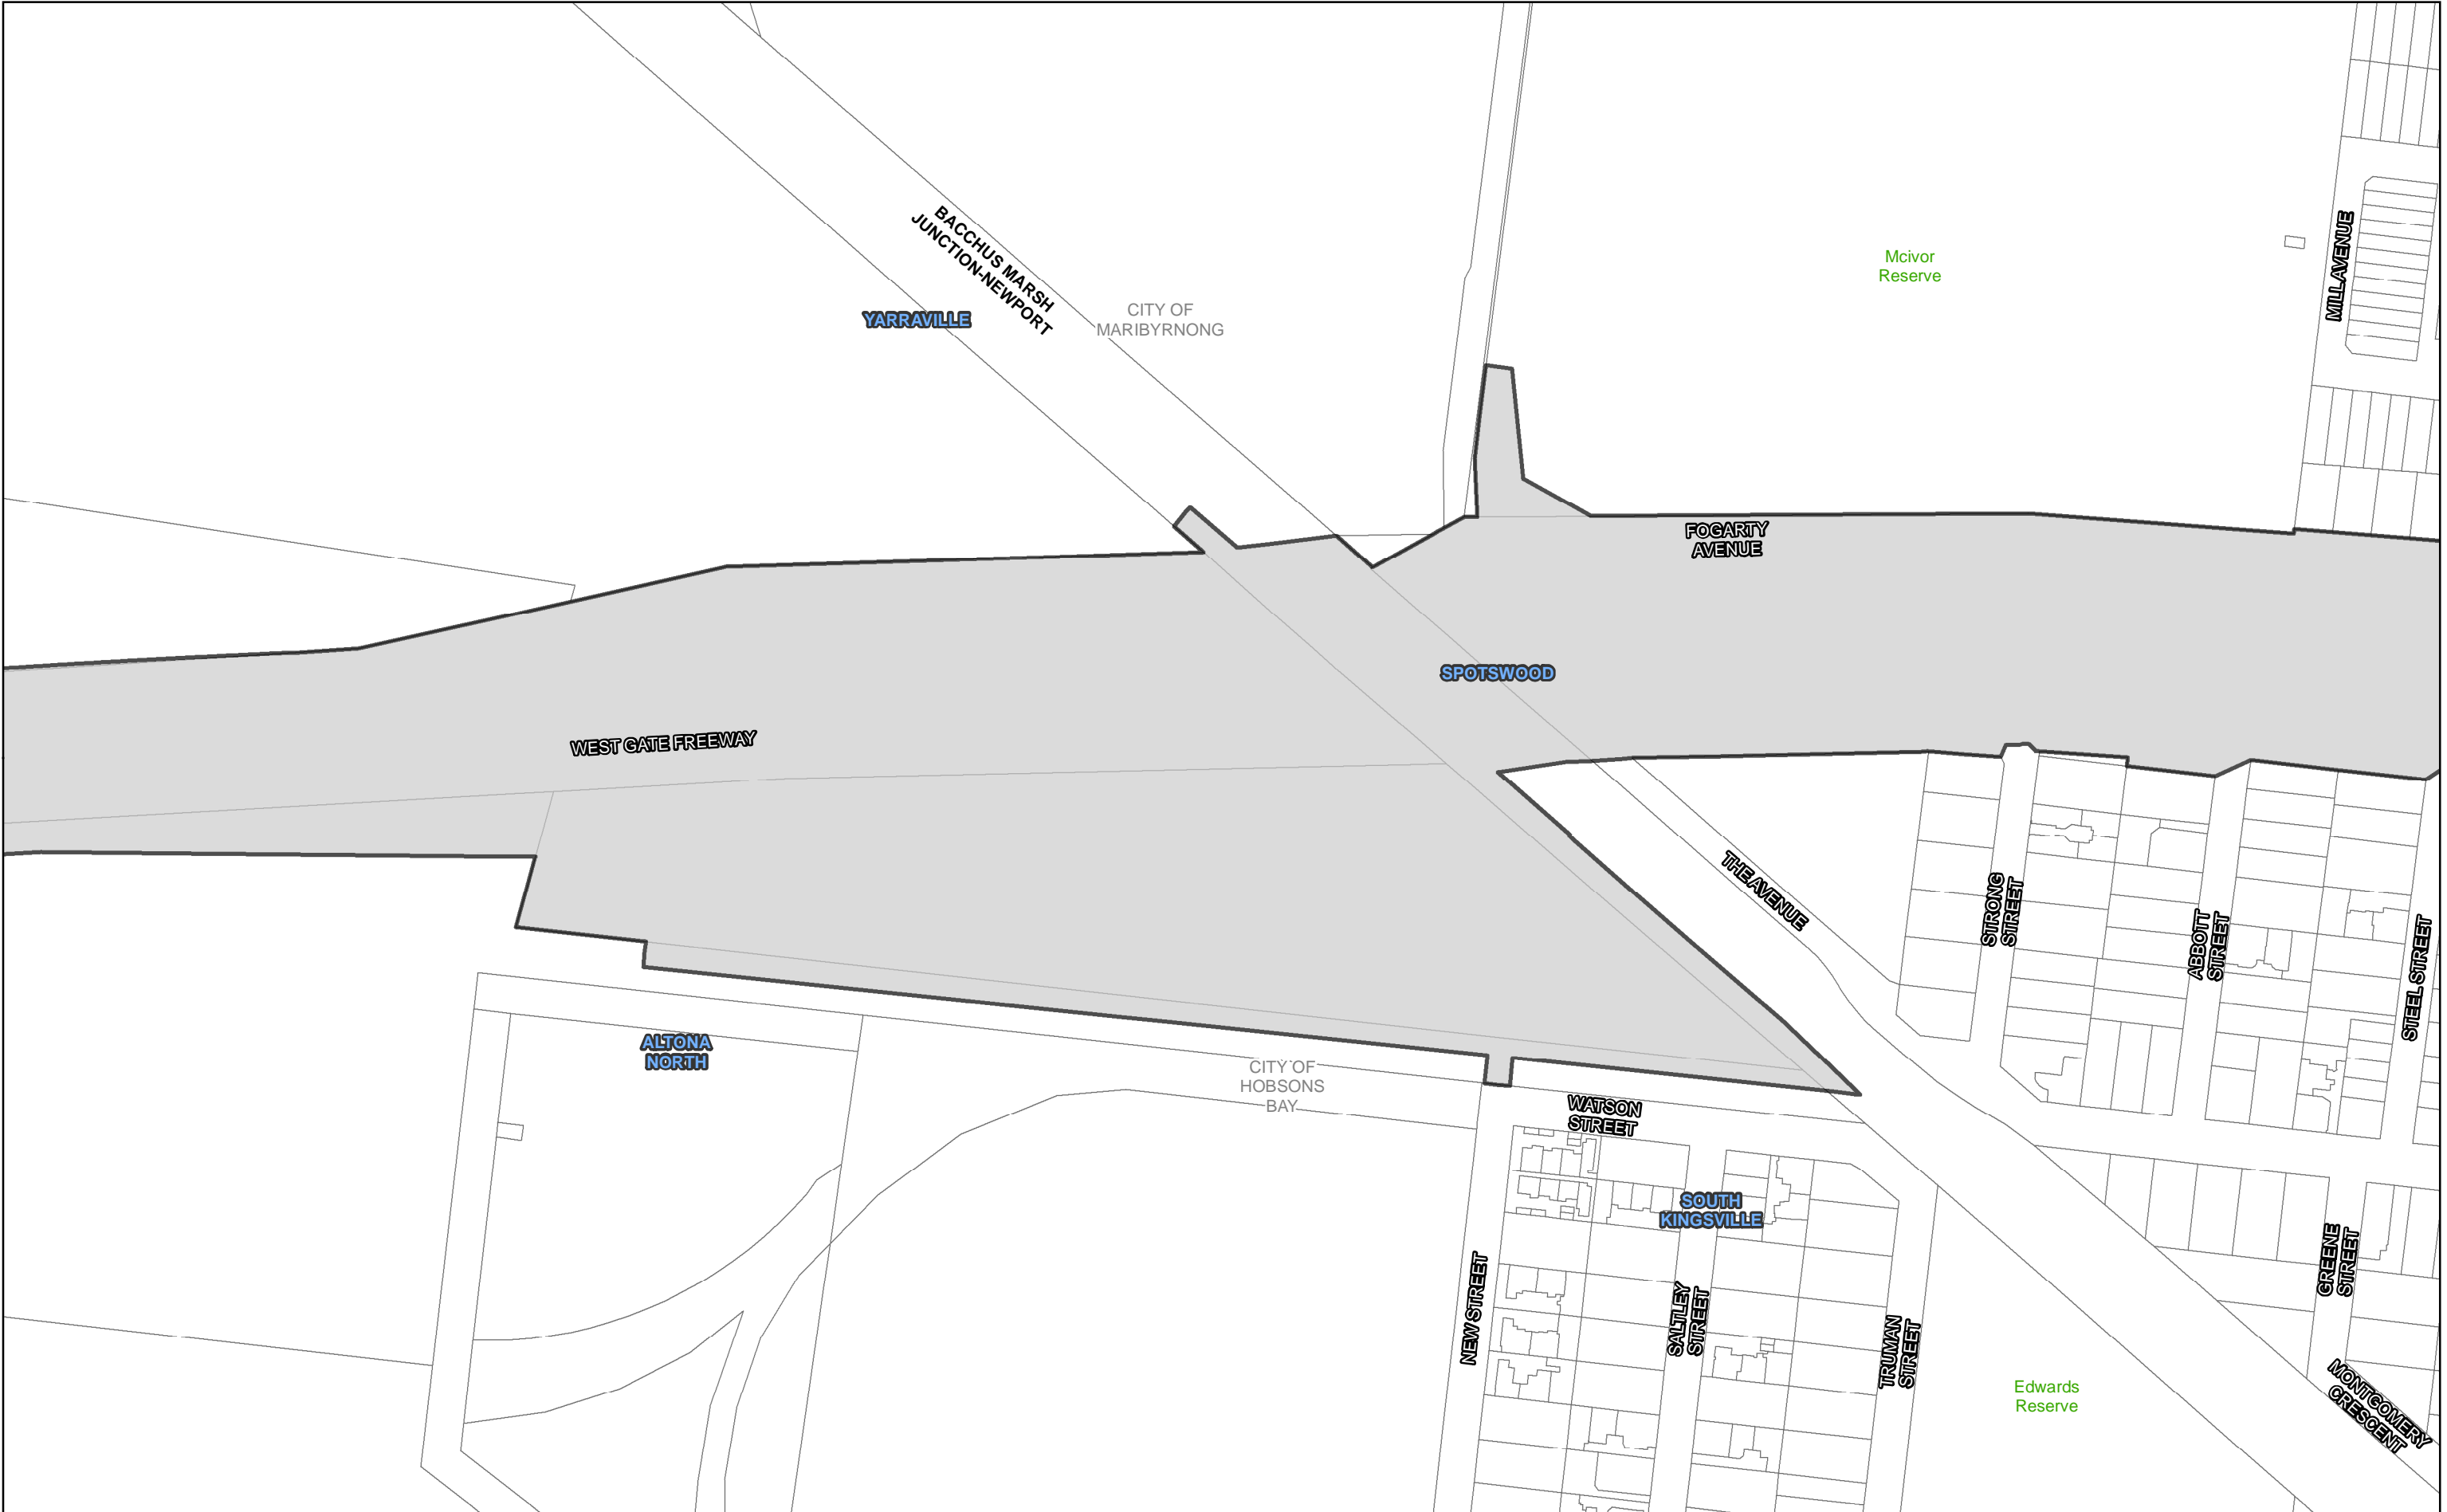 BACCHUS MARSH
JUNCTION-NEWPORT
YARRAVILLE
CITY OF
MARIBYRNONG
Mcivor
Reserve
MILL AVENUE
FOGARTY
AVENUE
SPOTSWOOD
WEST GATE FREEWAY
THE AVENUE
STRONG
STREET
ABBOTT
STREET
STEEL STREET
ALTONA
NORTH
CITY OF
HOBSONS
BAY
WATSON
STREET
SOUTH
KINGSVILLE
NEW STREET
SALTLEY
STREET
TRUMAN
STREET
GREENE
STREET
Edwards
Reserve
MONTGOMERY
CRESCENT